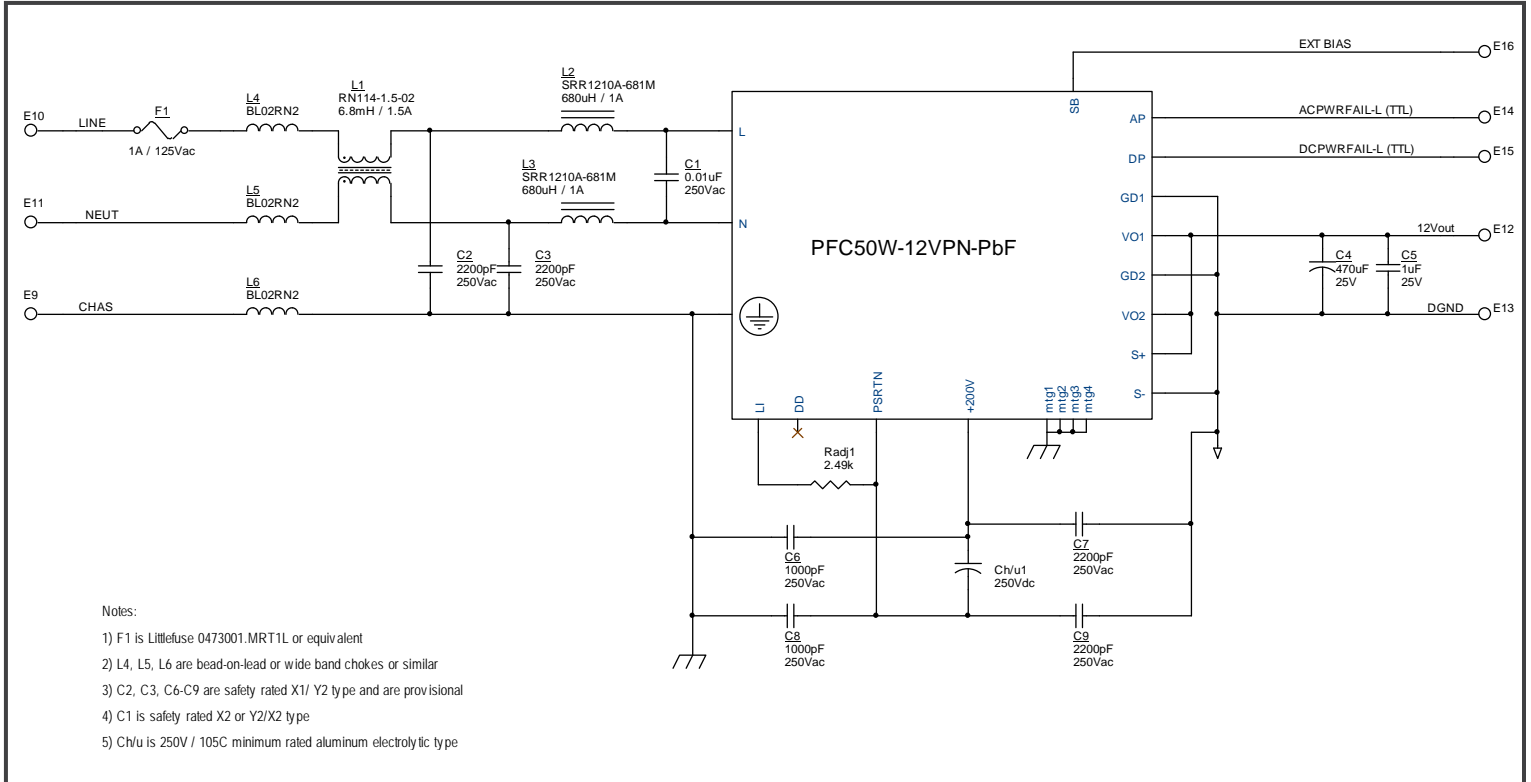 EXT BIAS
E16
L2
SRR1210A-681M
680uH / 1A
L1
RN114-1.5-02
6.8mH / 1.5A
L4
BL02RN2
F1
E10
LINE
1A / 125Vac
SB
L
AP
ACPWRFAIL-L (TTL)
E14
DP
DCPWRFAIL-L (TTL)
E15
L3
SRR1210A-681M
680uH / 1A
C1
0.01uF
250Vac
L5
BL02RN2
E11
NEUT
N
GD1
VO1
12Vout
E12
PFC50W-12VPN-PbF
C2
2200pF
250Vac
C3
2200pF
250Vac
C4
470uF
25V
C5
1uF
25V
GD2
L6
BL02RN2
E9
CHAS
VO2
DGND
E13
S+
S-
LI
DD
PSRTN
+200V
mtg1
mtg2
mtg3
mtg4
Radj1
2.49k
C6
1000pF
250Vac
Ch/u1
250Vdc
C7
2200pF
250Vac
C8
1000pF
250Vac
C9
2200pF
250Vac
Notes:
1) F1 is Littlefuse 0473001.MRT1L or equivalent
2) L4, L5, L6 are bead-on-lead or wide band chokes or similar
3) C2, C3, C6-C9 are safety rated X1/ Y2 type and are provisional
4) C1 is safety rated X2 or Y2/X2 type
5) Ch/u is 250V / 105C minimum rated aluminum electrolytic type